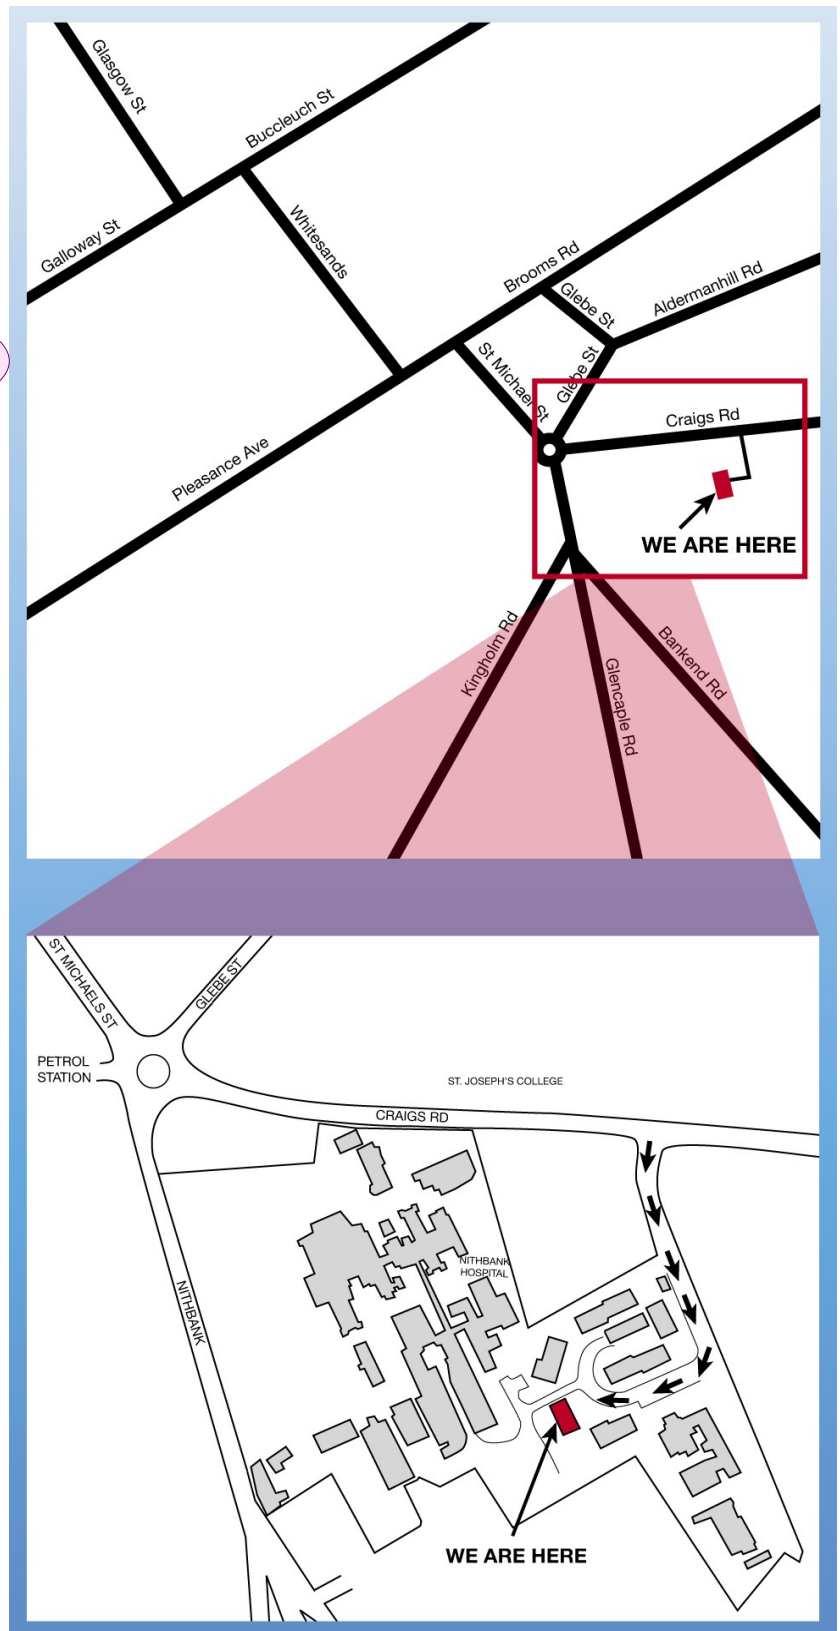 Glasgow St
Buccleuch St
Galloway St
Whitesands
Brooms Rd
Glebe St
Aldermanhill Rd
St Michael St
Glebe St
Craigs Rd
Pleasance Ave
WE ARE HERE
Kingholm Rd
Glencaple Rd
Bankend Rd
ST MICHAELS ST
GLEBE ST
PETROL
STATION
ST. JOSEPH'S COLLEGE
CRAIGS RD
NITHBANK
HOSPITAL
NITHBANK
WE ARE HERE